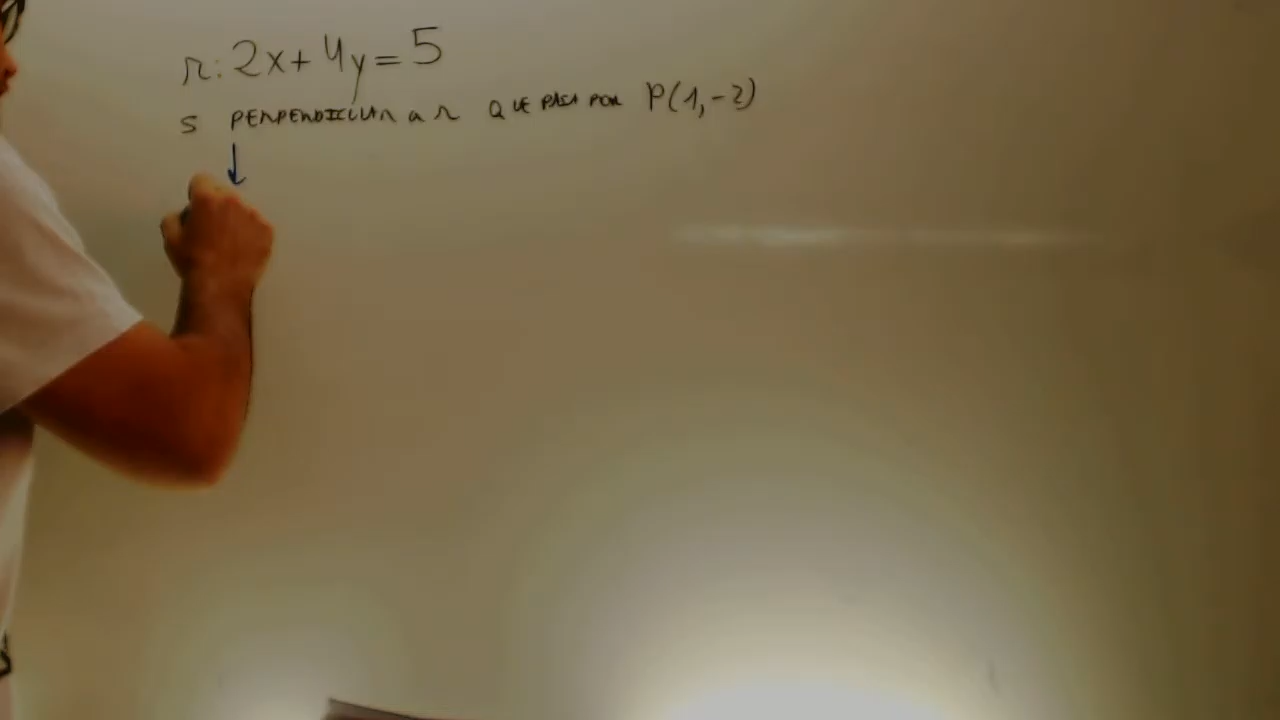 r: 2x+4y=5
s PERPENDICULAR a r QUE PASA POR P(1,-2)